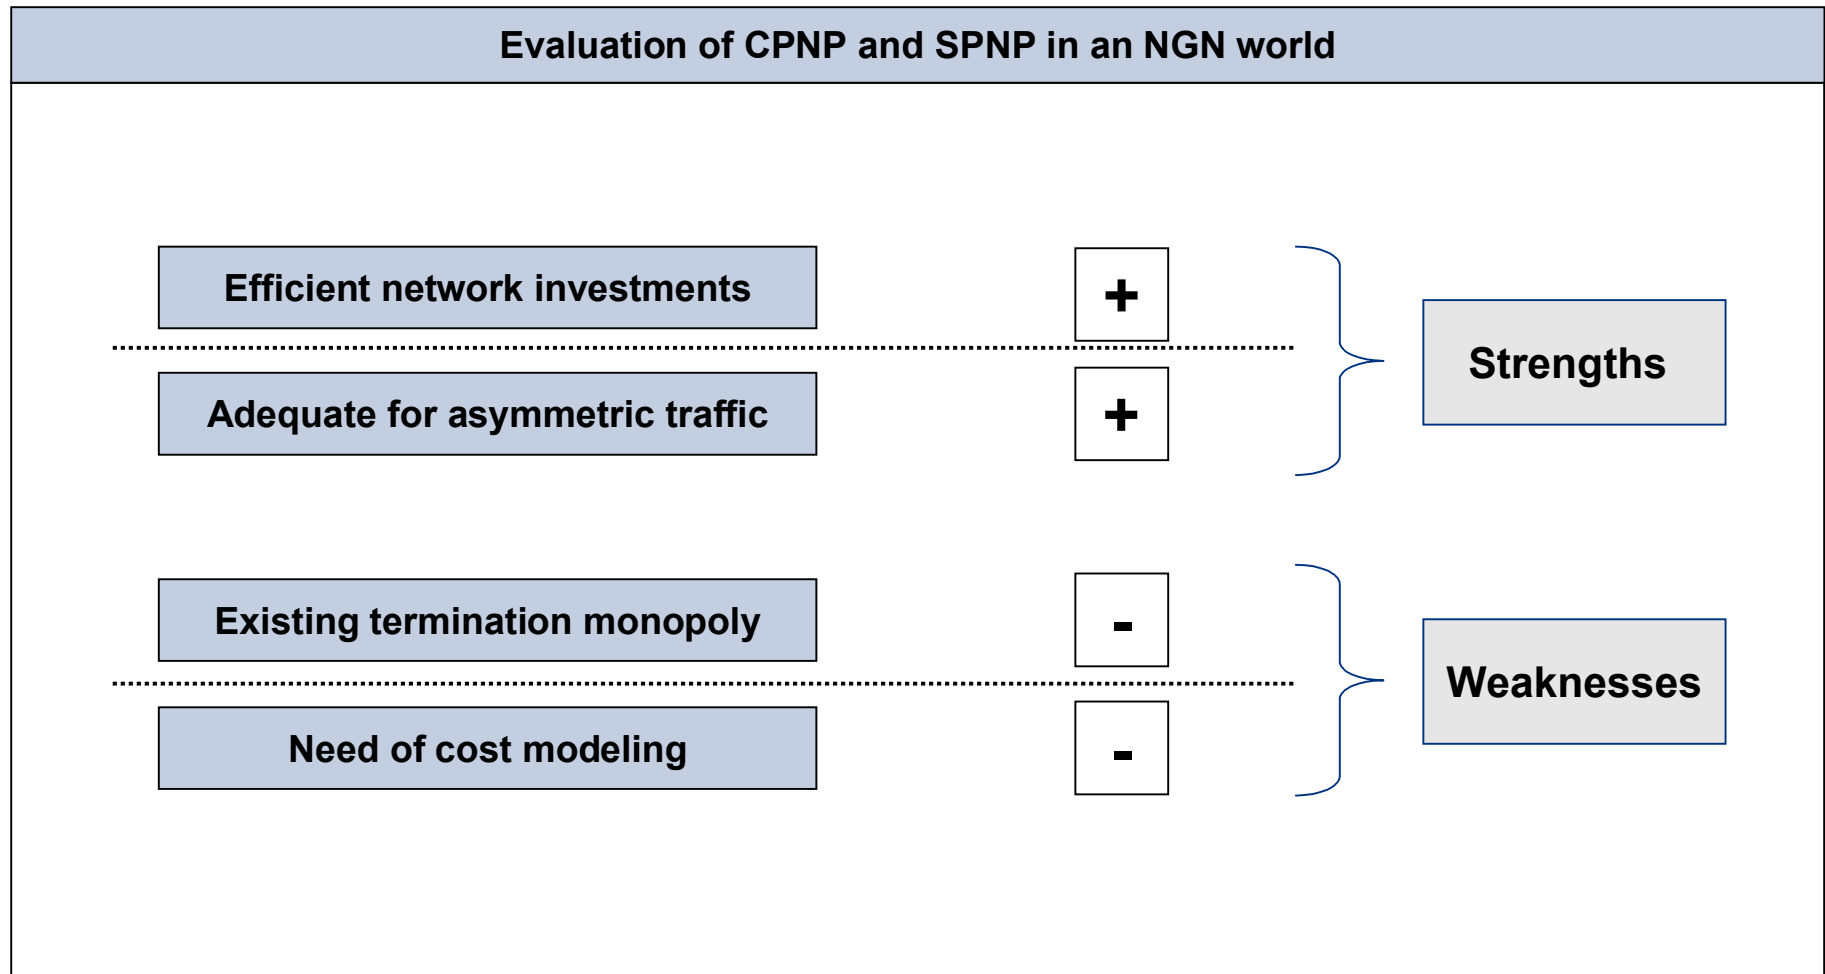 Evaluation of CPNP and SPNP in an NGN world
Efficient network investments
+
Adequate for asymmetric traffic
+
Strengths
Existing termination monopoly
-
Need of cost modeling
-
Weaknesses